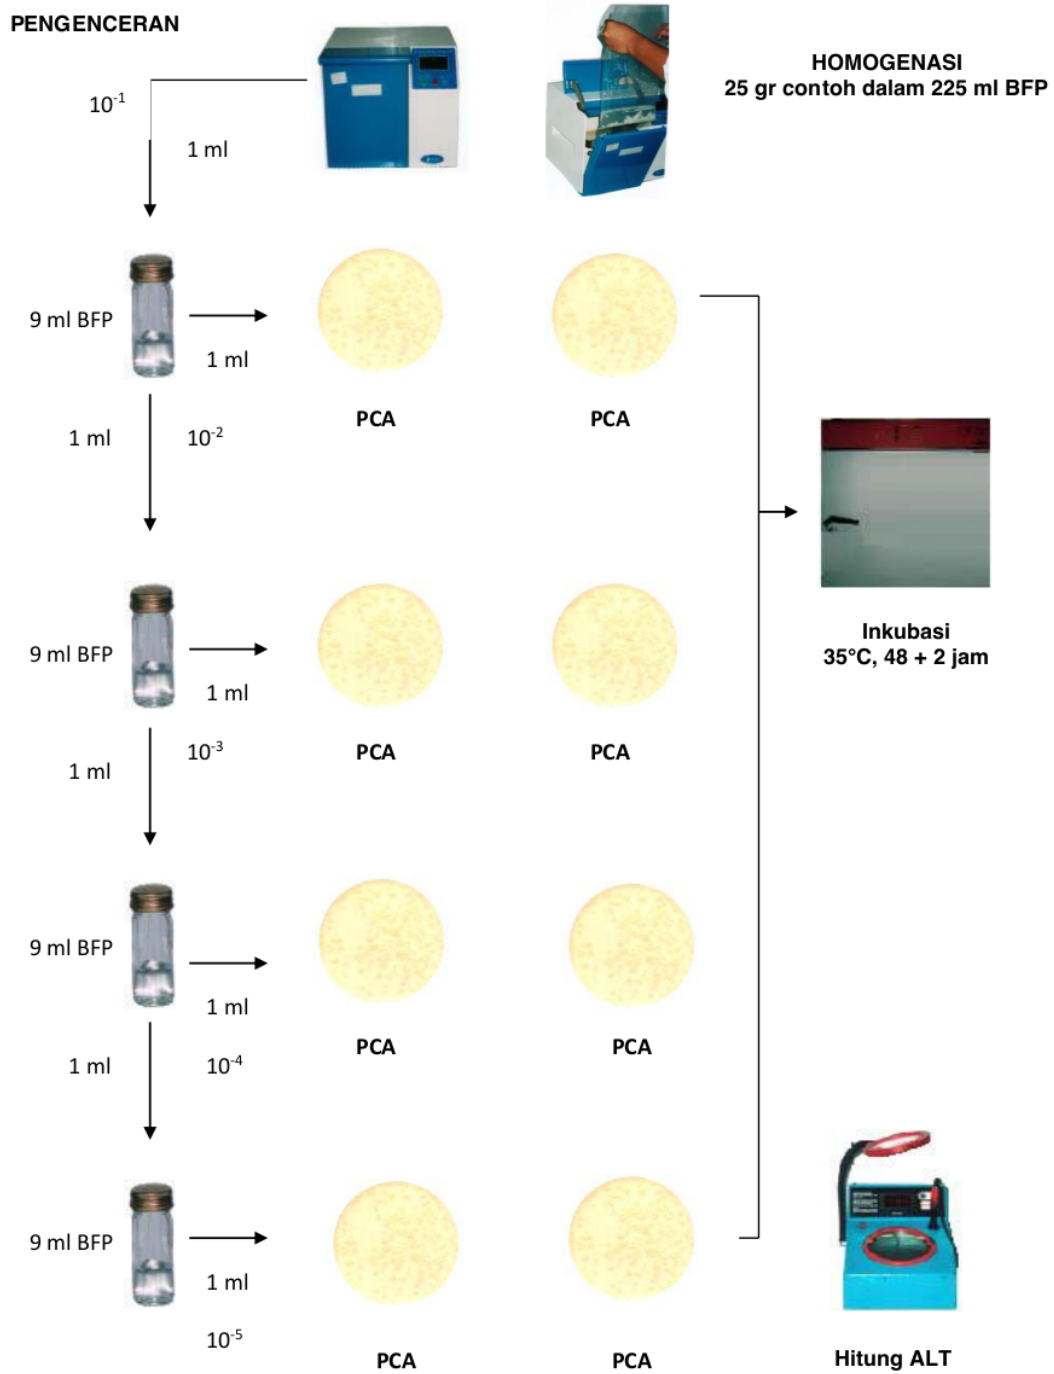 PENGENCERAN
HOMOGENASI
25 gr contoh dalam 225 ml BFP
10⁻¹
1 ml
9 ml BFP
1 ml
PCA
PCA
1 ml
10⁻²
9 ml BFP
1 ml
Inkubasi
35°C, 48 + 2 jam
PCA
PCA
10⁻³
1 ml
9 ml BFP
1 ml
PCA
PCA
1 ml
10⁻⁴
9 ml BFP
1 ml
10⁻⁵
PCA
PCA
Hitung ALT